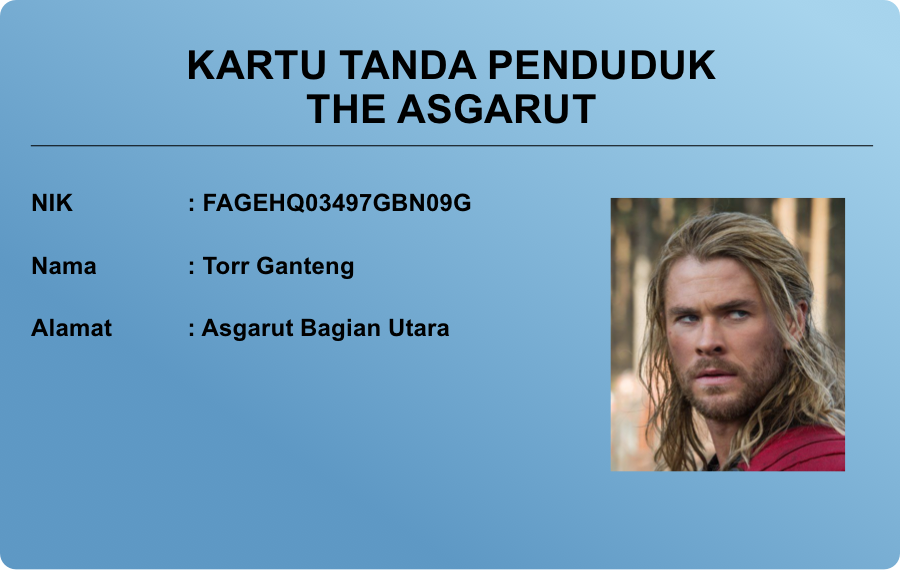 KARTU TANDA PENDUDUK
THE ASGARUT
NIK : FAGEHQ03497GBN09G
Nama : Torr Ganteng
Alamat : Asgarut Bagian Utara